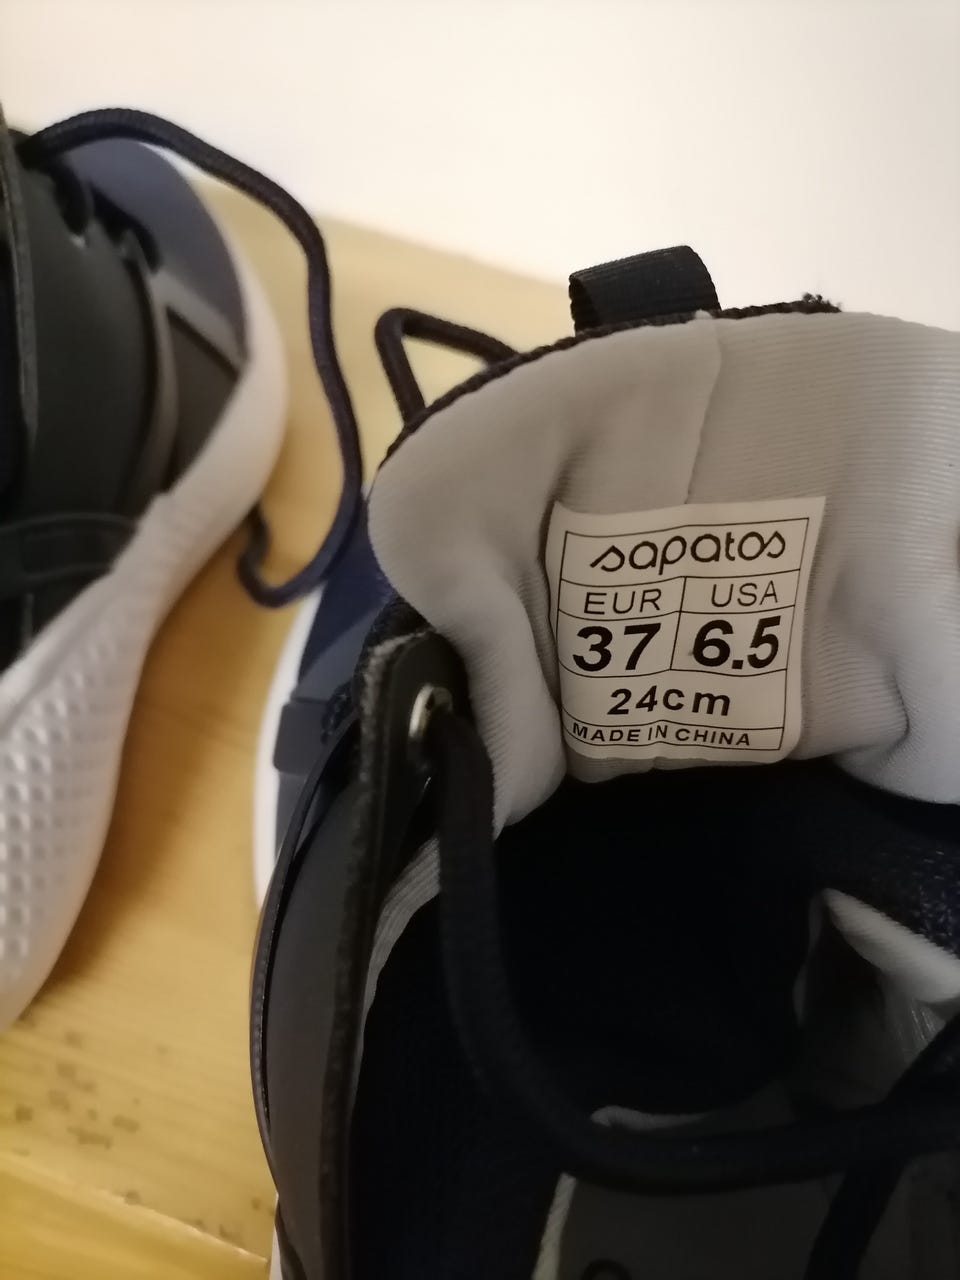 sapatos
EUR USA
37 6.5
24cm
MADE IN CHINA